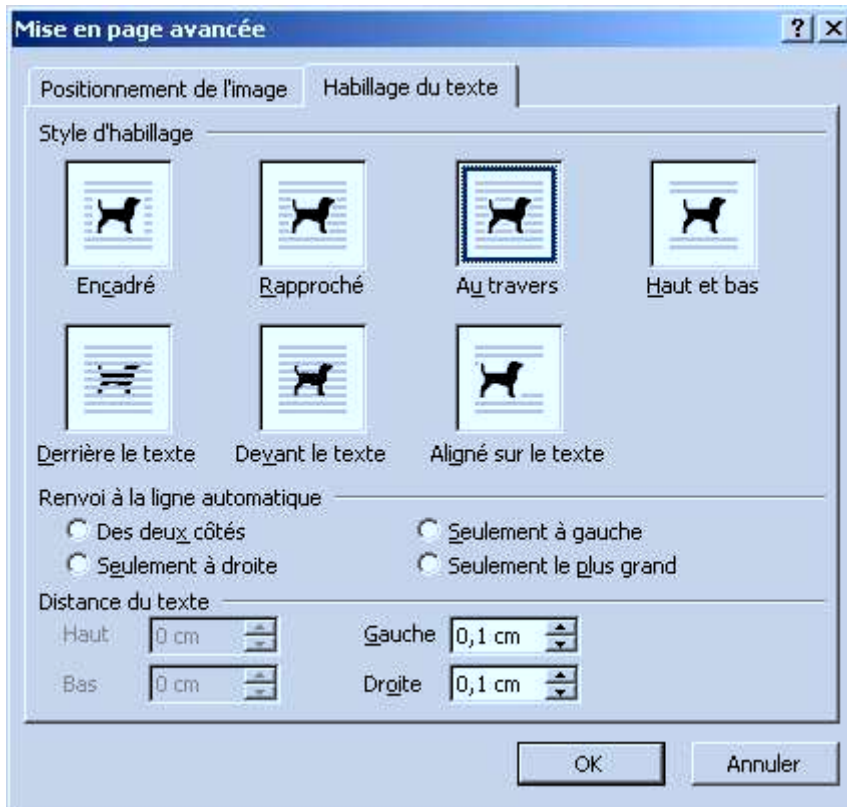 Mise en page avancée
Positionnement de l'image Habillage du texte
Style d'habillage
Encadré Rapproché Au travers Haut et bas
Derrière le texte Devant le texte Aligné sur le texte
Renvoi à la ligne automatique
Des deux côtés Seulement à gauche
Seulement à droite Seulement le plus grand
Distance du texte
Haut 0 cm Gauche 0,1 cm
Bas 0 cm Droite 0,1 cm
OK Annuler